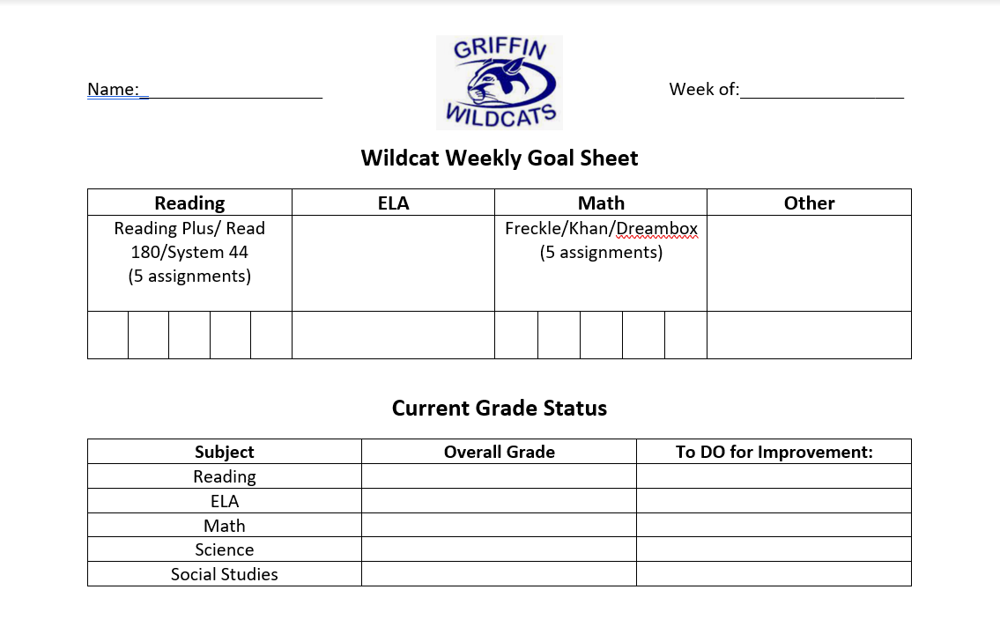 GRIFFIN
WILDCATS
Name:_ Week of:
Wildcat Weekly Goal Sheet
Reading ELA Math Other
Reading Plus/ Read
180/System 44
(5 assignments)
Freckle/Khan/Dreambox
(5 assignments)
Current Grade Status
Subject Overall Grade To DO for Improvement:
Reading
ELA
Math
Science
Social Studies